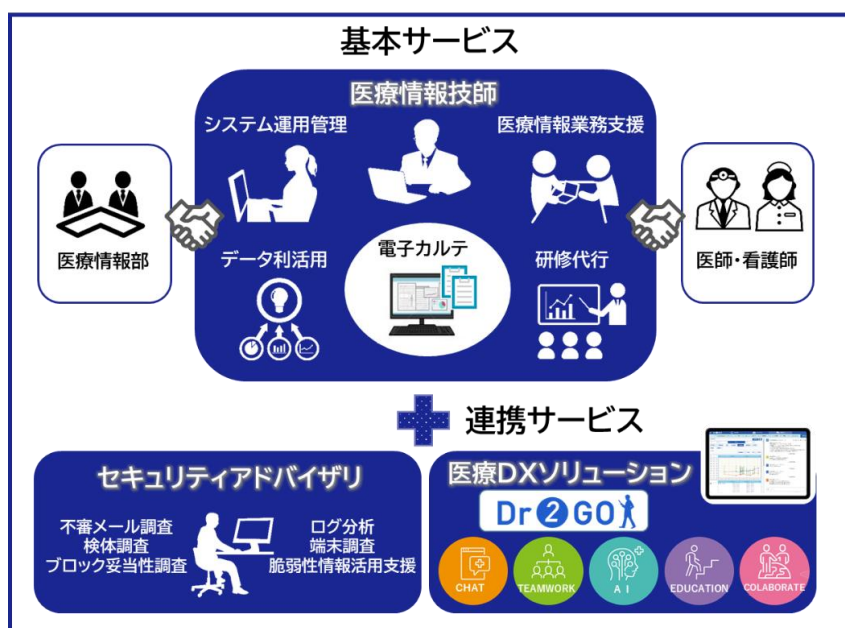 基本サービス
医療情報技師
システム運用管理
医療情報業務支援
医療情報部
医師・看護師
データ利活用
電子カルテ
研修代行
連携サービス
セキュリティアドバイザリ
不審メール調査
検体調査
ブロック妥当性調査
ログ分析
端末調査
脆弱性情報活用支援
医療DXソリューション
Dr2GO
CHAT
TEAMWORK
AI
EDUCATION
COLABORATE